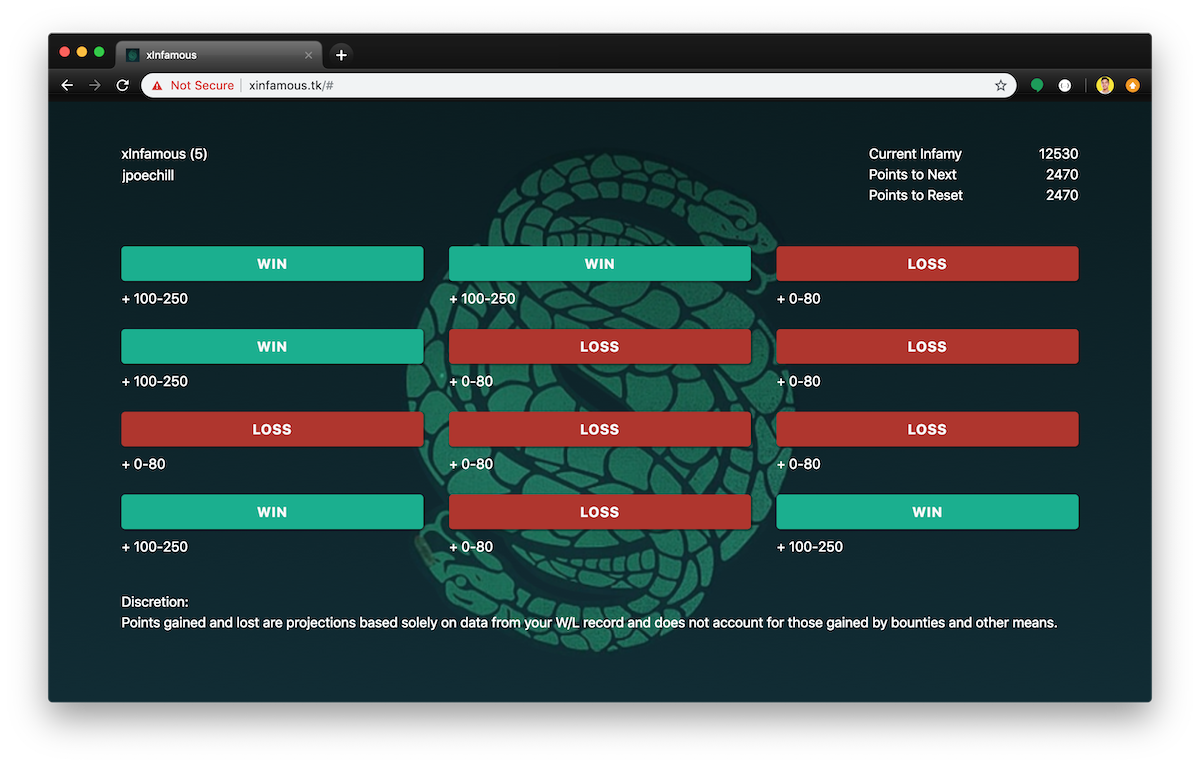 xInfamous
Not Secure xinfamous.tk/#
xInfamous (5)
jpoechill
Current Infamy 12530
Points to Next 2470
Points to Reset 2470
WIN WIN LOSS
+ 100-250 + 100-250 + 0-80
WIN LOSS LOSS
+ 100-250 + 0-80 + 0-80
LOSS LOSS LOSS
+ 0-80 + 0-80 + 0-80
WIN LOSS WIN
+ 100-250 + 0-80 + 100-250
Discretion:
Points gained and lost are projections based solely on data from your W/L record and does not account for those gained by bounties and other means.